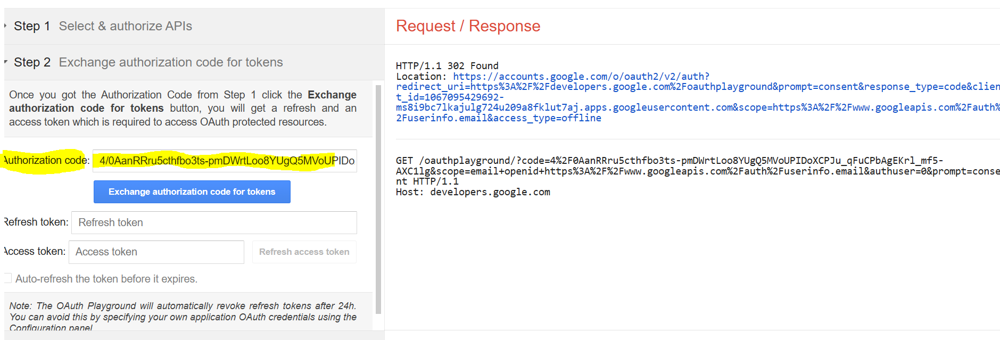 Step 1 Select & authorize APIs
Step 2 Exchange authorization code for tokens
Once you got the Authorization Code from Step 1 click the Exchange
authorization code for tokens button, you will get a refresh and an
access token which is required to access OAuth protected resources.
Authorization code: 4/0AanRRru5cthfbo3ts-pmDWrtLoo8YUgQ5MVoUPIDo
Exchange authorization code for tokens
Refresh token: Refresh token
Access token: Access token Refresh access token
Auto-refresh the token before it expires.
Note: The OAuth Playground will automatically revoke refresh tokens after 24h.
You can avoid this by specifying your own application OAuth credentials using the
Configuration panel
Request / Response
HTTP/1.1 302 Found
Location: https://accounts.google.com/o/oauth2/v2/auth?
redirect_uri=https%3A%2F%2Fdevelopers.google.com%2Foauthplayground&prompt=consent&response_type=code&clien
t_id=1067095429692-
ms8i9bc7lkajulg724u209a8fklut7aj.apps.googleusercontent.com&scope=https%3A%2F%2Fwww.googleapis.com%2Fauth%
2Fuserinfo.email&access_type=offline
GET /oauthplayground/?code=4%2F0AanRRru5cthfbo3ts-pmDWrtLoo8YUgQ5MVoUPIDoXCPJu_qFuCPbAgEKrl_mf5-
AXC1lg&scope=email+openid+https%3A%2F%2Fwww.googleapis.com%2Fauth%2Fuserinfo.email&authuser=0&prompt=conse
nt HTTP/1.1
Host: developers.google.com